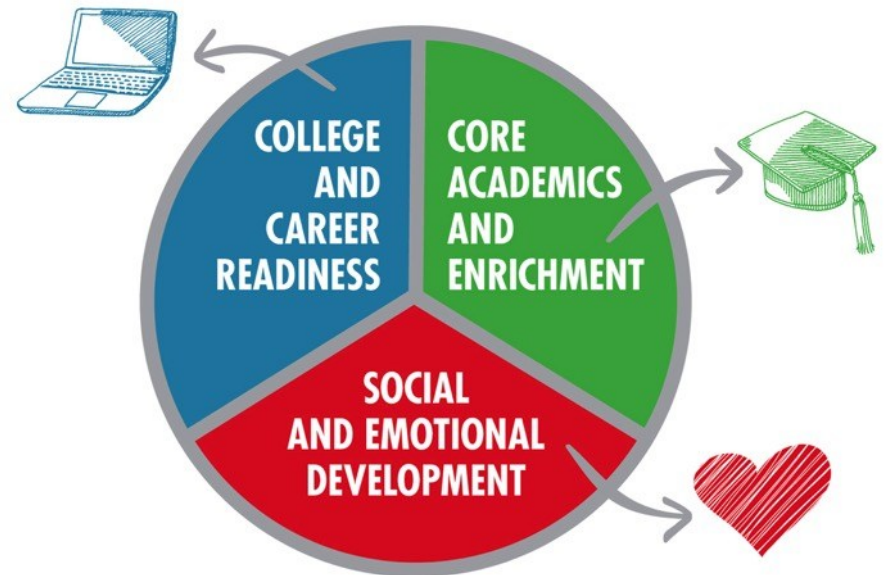 COLLEGE
AND
CAREER
READINESS
CORE
ACADEMICS
AND
ENRICHMENT
SOCIAL
AND EMOTIONAL
DEVELOPMENT